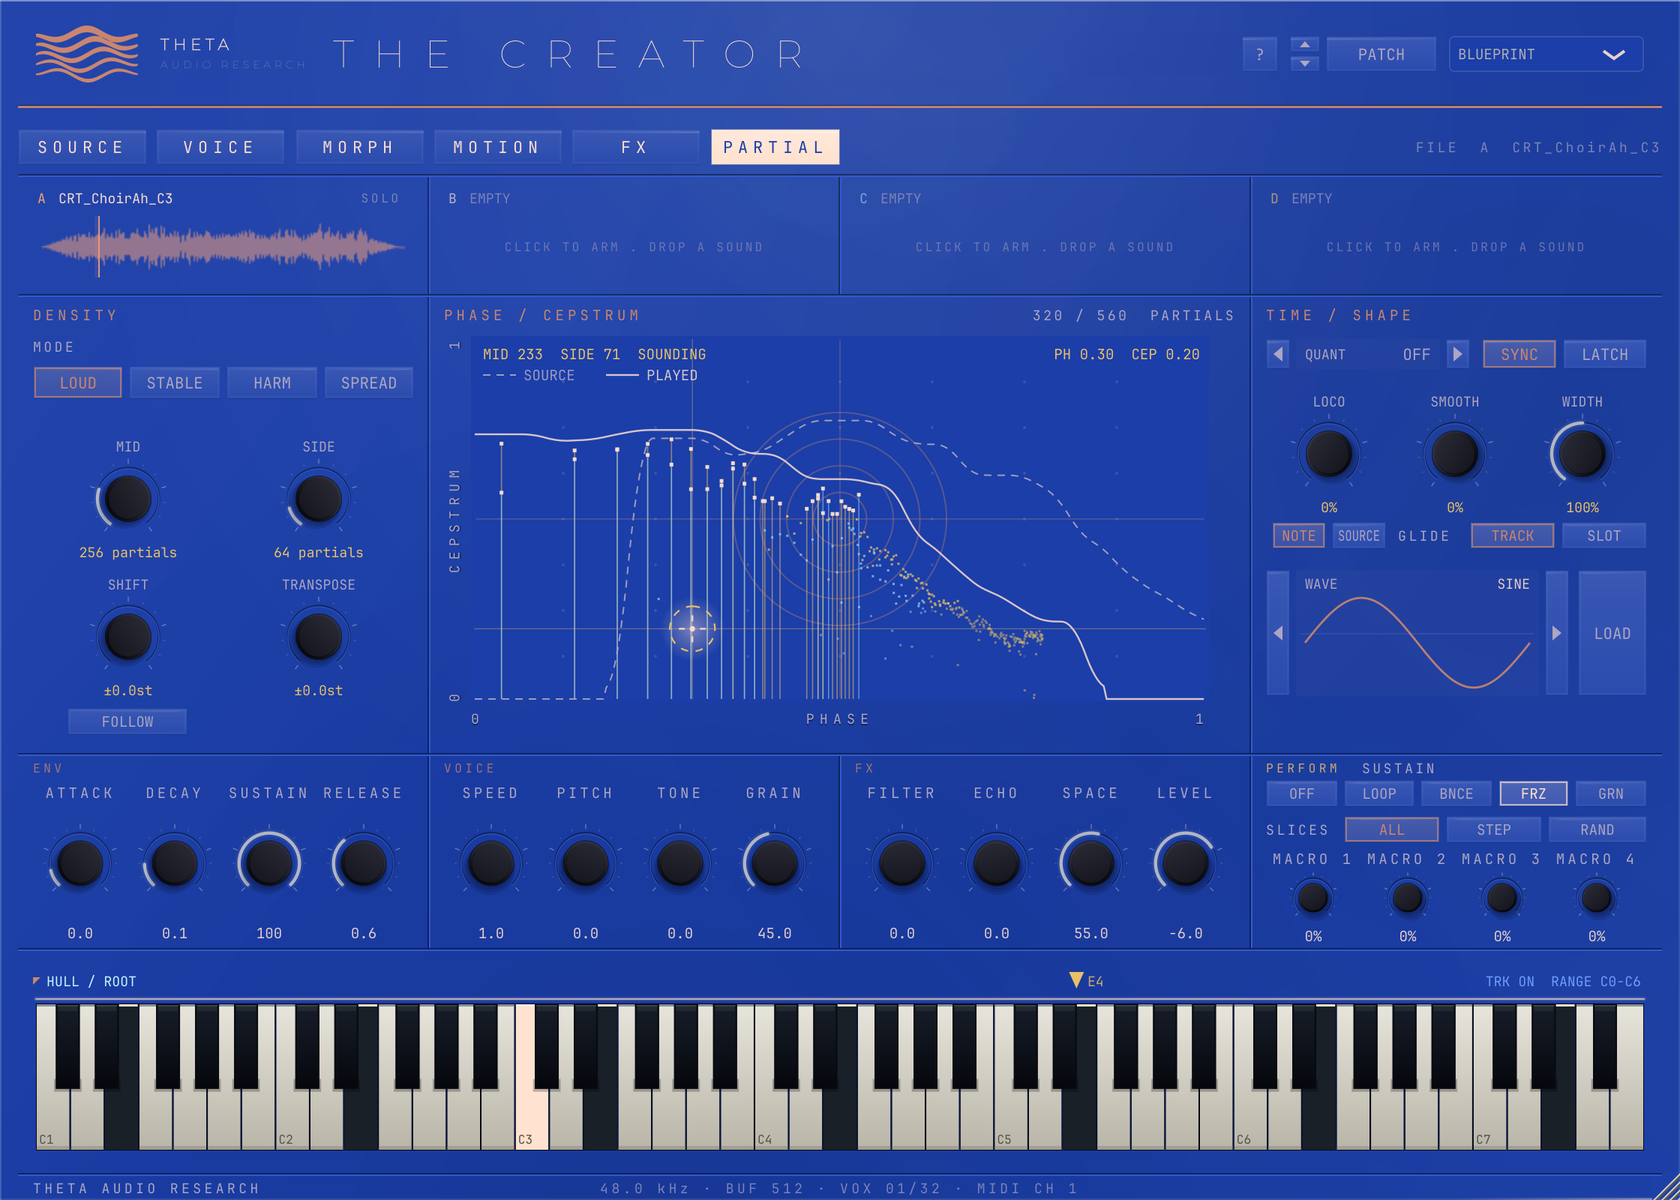 THETA
AUDIO RESEARCH
THE CREATOR
? PATCH BLUEPRINT
SOURCE VOICE MORPH MOTION FX PARTIAL
FILE A CRT_ChoirAh_C3
A CRT_ChoirAh_C3 SOLO
B EMPTY
CLICK TO ARM . DROP A SOUND
C EMPTY
CLICK TO ARM . DROP A SOUND
D EMPTY
CLICK TO ARM . DROP A SOUND
DENSITY
MODE
LOUD STABLE HARM SPREAD
MID SIDE
256 partials 64 partials
SHIFT TRANSPOSE
±0.0st ±0.0st
FOLLOW
PHASE / CEPSTRUM 320 / 560 PARTIALS
MID 233 SIDE 71 SOUNDING PH 0.30 CEP 0.20
SOURCE PLAYED
1
CEPSTRUM
0
0 PHASE 1
TIME / SHAPE
QUANT OFF SYNC LATCH
LOCO SMOOTH WIDTH
0% 0% 100%
NOTE SOURCE GLIDE TRACK SLOT
WAVE SINE
LOAD
ENV
ATTACK DECAY SUSTAIN RELEASE
0.0 0.1 100 0.6
VOICE
SPEED PITCH TONE GRAIN
1.0 0.0 0.0 45.0
FX
FILTER ECHO SPACE LEVEL
0.0 0.0 55.0 -6.0
PERFORM SUSTAIN
OFF LOOP BNCE FRZ GRN
SLICES ALL STEP RAND
MACRO 1 MACRO 2 MACRO 3 MACRO 4
0% 0% 0% 0%
HULL / ROOT E4 TRK ON RANGE C0-C6
C1 C2 C3 C4 C5 C6 C7
THETA AUDIO RESEARCH 48.0 kHz · BUF 512 · VOX 01/32 · MIDI CH 1